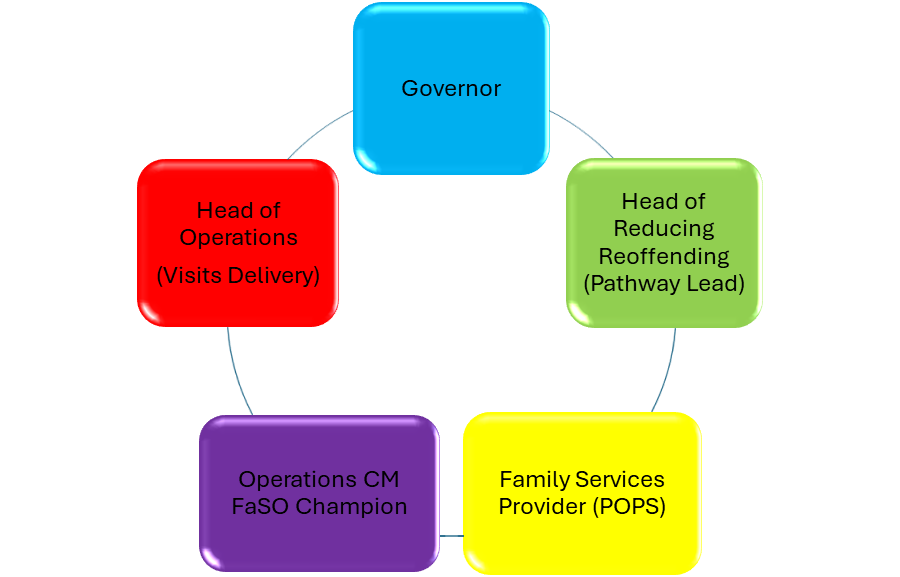 Governor
Head of
Operations
(Visits Delivery)
Head of
Reducing
Reoffending
(Pathway Lead)
Operations CM
FaSO Champion
Family Services
Provider (POPS)